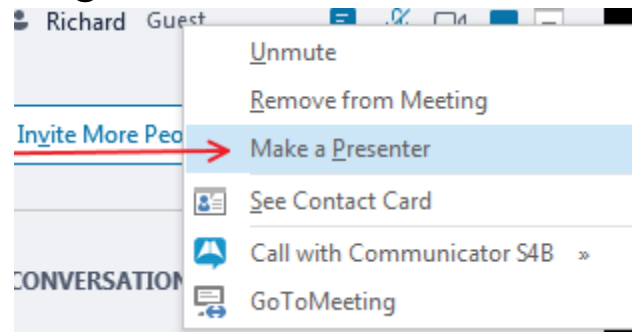 Richard Guest
Unmute
Remove from Meeting
Invite More Peo
Make a Presenter
See Contact Card
Call with Communicator S4B »
CONVERSATION
GoToMeeting